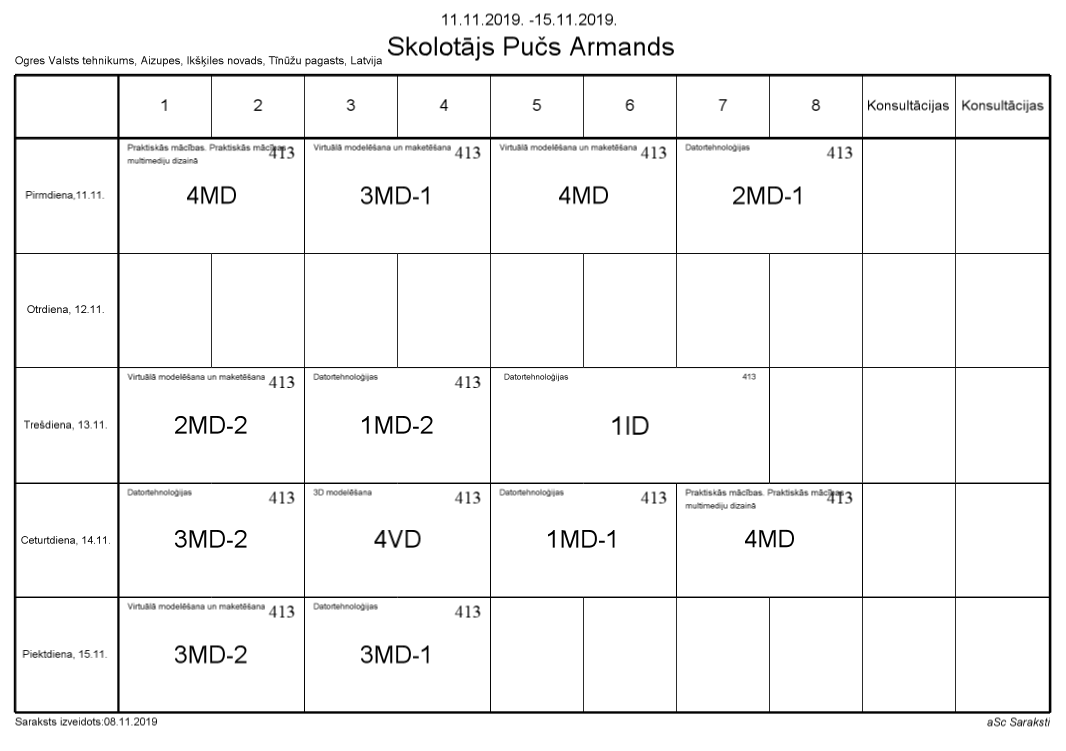 11.11.2019. -15.11.2019.
Skolotājs Pučs Armands
Ogres Valsts tehnikums, Aizupes, Ikšķiles novads, Tīnūžu pagasts, Latvija
1 2 3 4 5 6 7 8 Konsultācijas Konsultācijas
Praktiskās mācības. Praktiskās mācības 413 Virtuālā modelēšana un maketēšana 413 Virtuālā modelēšana un maketēšana 413 Datortehnoloģijas 413
multimediju dizainā
Pirmdiena,11.11. 4MD 3MD-1 4MD 2MD-1
Otrdiena, 12.11.
Virtuālā modelēšana un maketēšana 413 Datortehnoloģijas 413 Datortehnoloģijas 413
Trešdiena, 13.11. 2MD-2 1MD-2 1ID
Datortehnoloģijas 413 3D modelēšana 413 Datortehnoloģijas 413 Praktiskās mācības. Praktiskās mācības 413
multimediju dizainā
Ceturtdiena, 14.11. 3MD-2 4VD 1MD-1 4MD
Virtuālā modelēšana un maketēšana 413 Datortehnoloģijas 413
Piektdiena, 15.11. 3MD-2 3MD-1
Saraksts izveidots:08.11.2019 aSc Saraksti